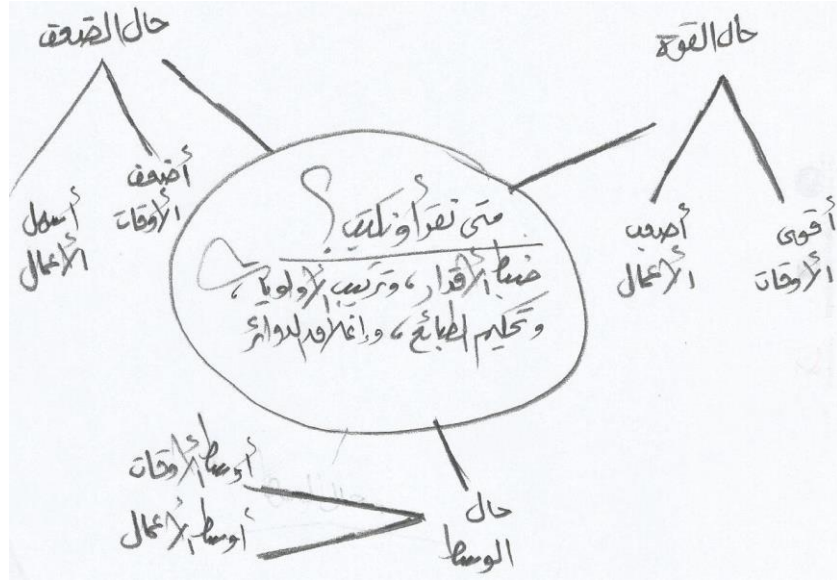 حال القوة
أقوى
الأوقات
أصعب
الأعمال
حال الضعف
أضعف
الأوقات
أسهل
الأعمال
متى نقرأ ونكتب؟
ضبط الأقدار، وترتيب الأولويات،
وتحكيم الطبائع، وإغلاق الدوائر
حال
الوسط
أوسط الأوقات
أوسط الأعمال